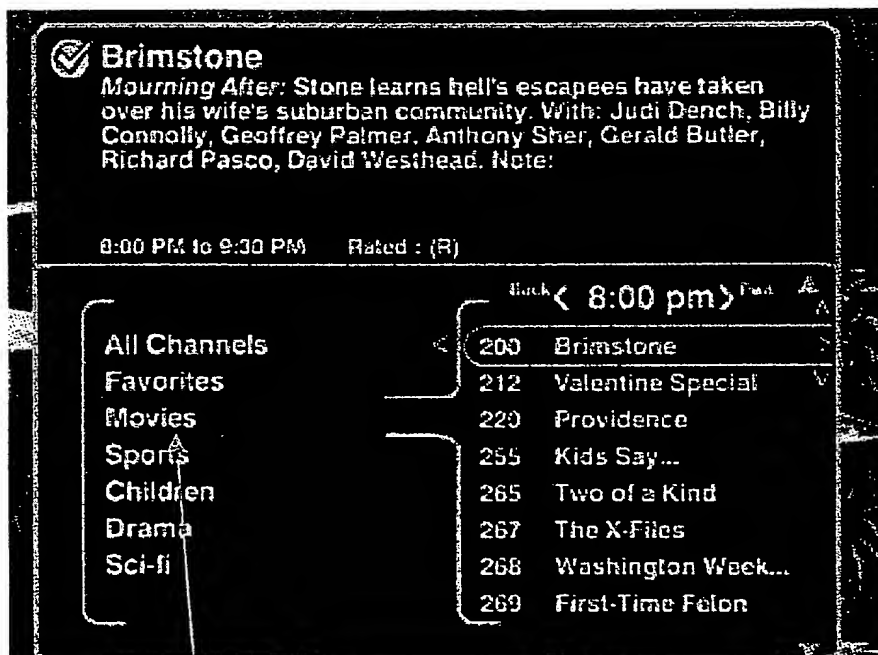 Brimstone
Mourning After: Stone learns hell's escapees have taken
over his wife's suburban community. With: Judi Dench, Billy
Connolly, Geoffrey Palmer, Anthony Sher, Gerald Butler,
Richard Pasco, David Westhead. Note:
8:00 PM to 9:30 PM Rated : (R)
Back < 8:00 pm > Fwd
All Channels
Favorites
Movies
Sports
Children
Drama
Sci-fi
200 Brimstone
212 Valentine Special
220 Providence
255 Kids Say...
265 Two of a Kind
267 The X-Files
268 Washington Week...
269 First-Time Felon